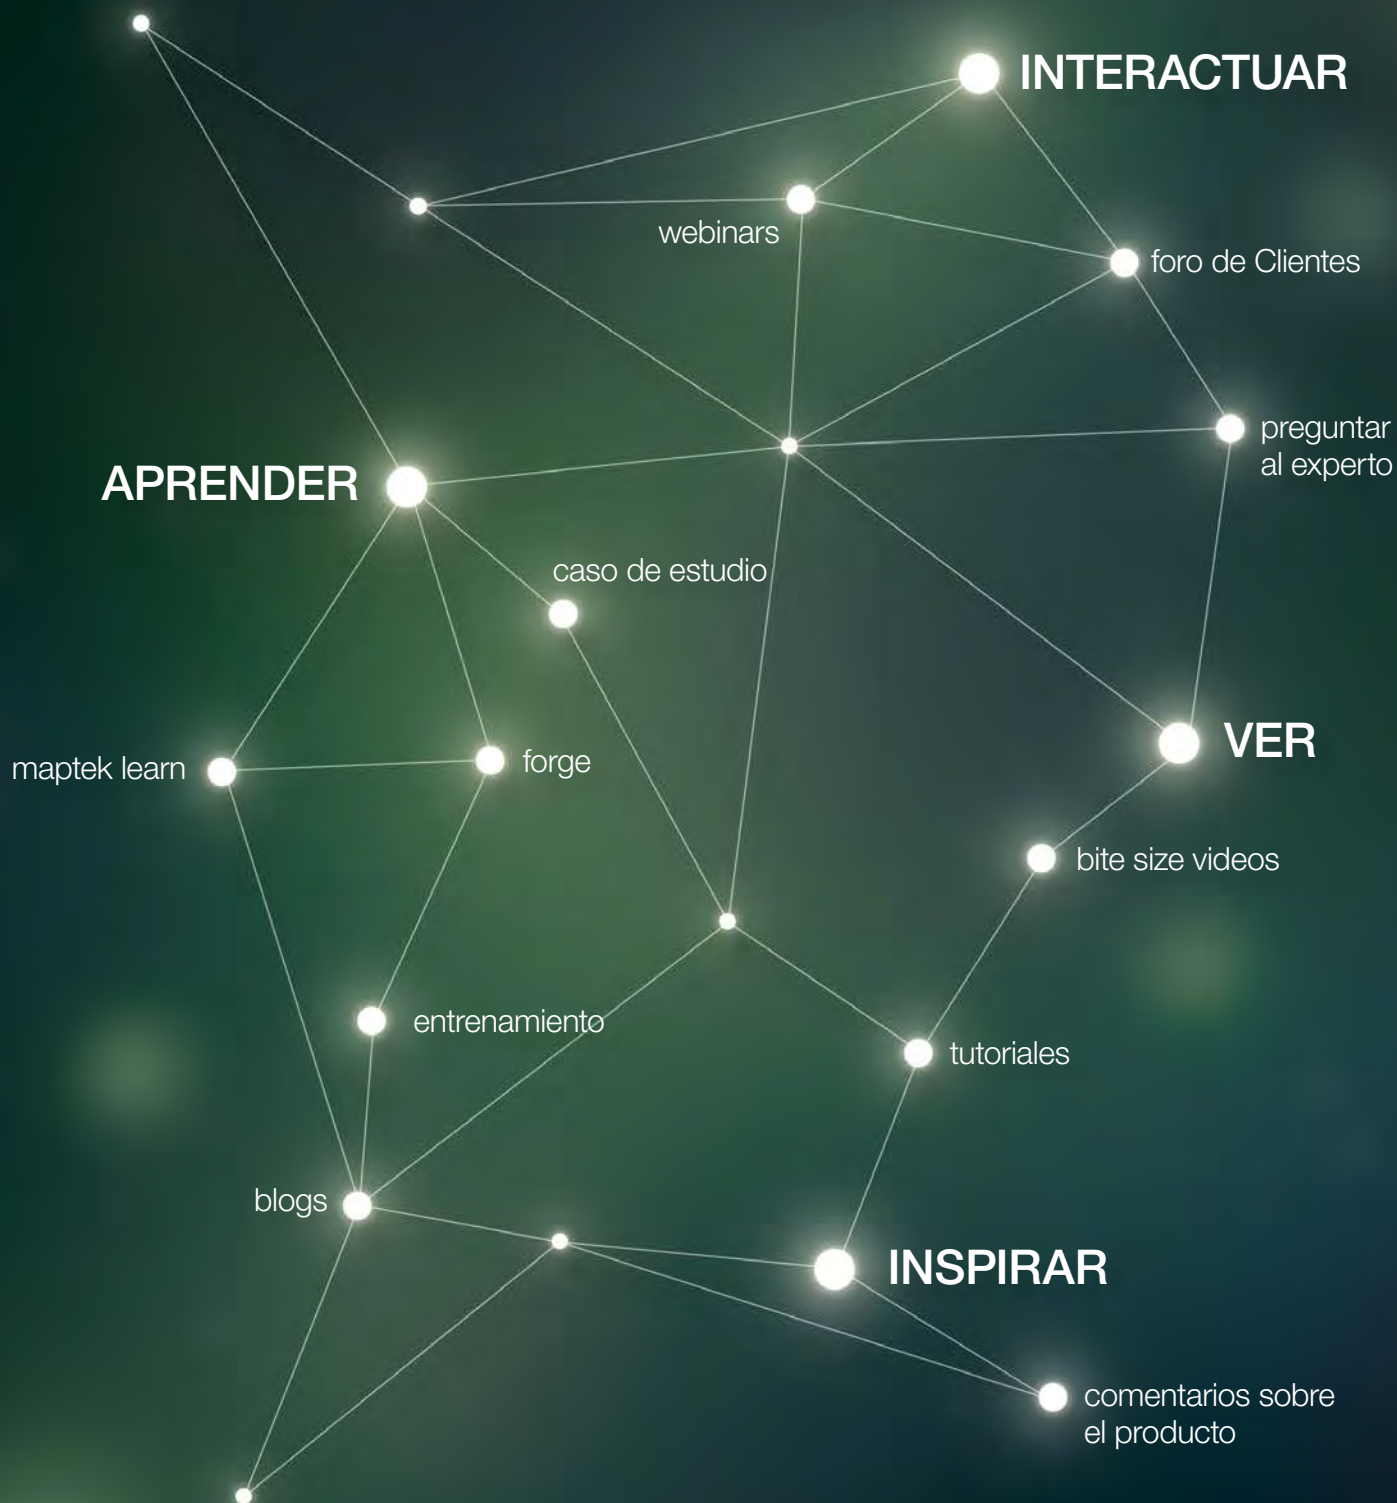 INTERACTUAR
webinars
foro de Clientes
preguntar
al experto
APRENDER
caso de estudio
maptek learn
forge
VER
bite size videos
entrenamiento
tutoriales
blogs
INSPIRAR
comentarios sobre
el producto